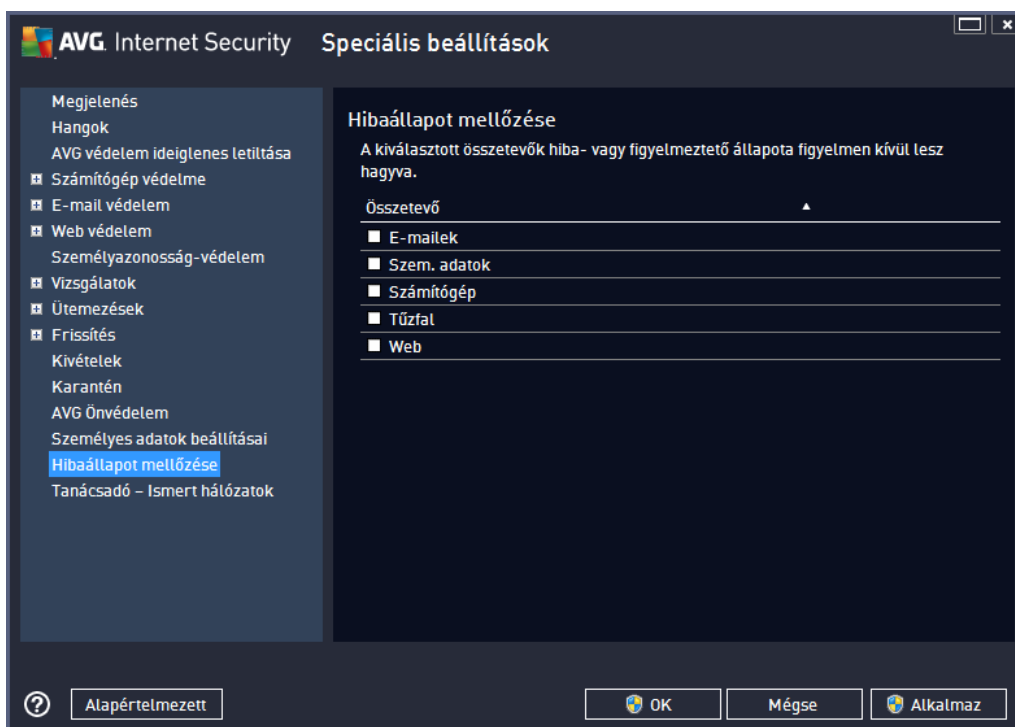 AVG. Internet Security
Speciális beállítások
Megjelenés
Hangok
AVG védelem ideiglenes letiltása
Számítógép védelme
E-mail védelem
Web védelem
Személyazonosság-védelem
Vizsgálatok
Ütemezések
Frissítés
Kivételek
Karantén
AVG Önvédelem
Személyes adatok beállításai
Hibaállapot mellőzése
Tanácsadó – Ismert hálózatok
Hibaállapot mellőzése
A kiválasztott összetevők hiba- vagy figyelmeztető állapota figyelmen kívül lesz
hagyva.
Összetevő
E-mailek
Szem. adatok
Számítógép
Tűzfal
Web
? Alapértelmezett
OK
Mégse
Alkalmaz